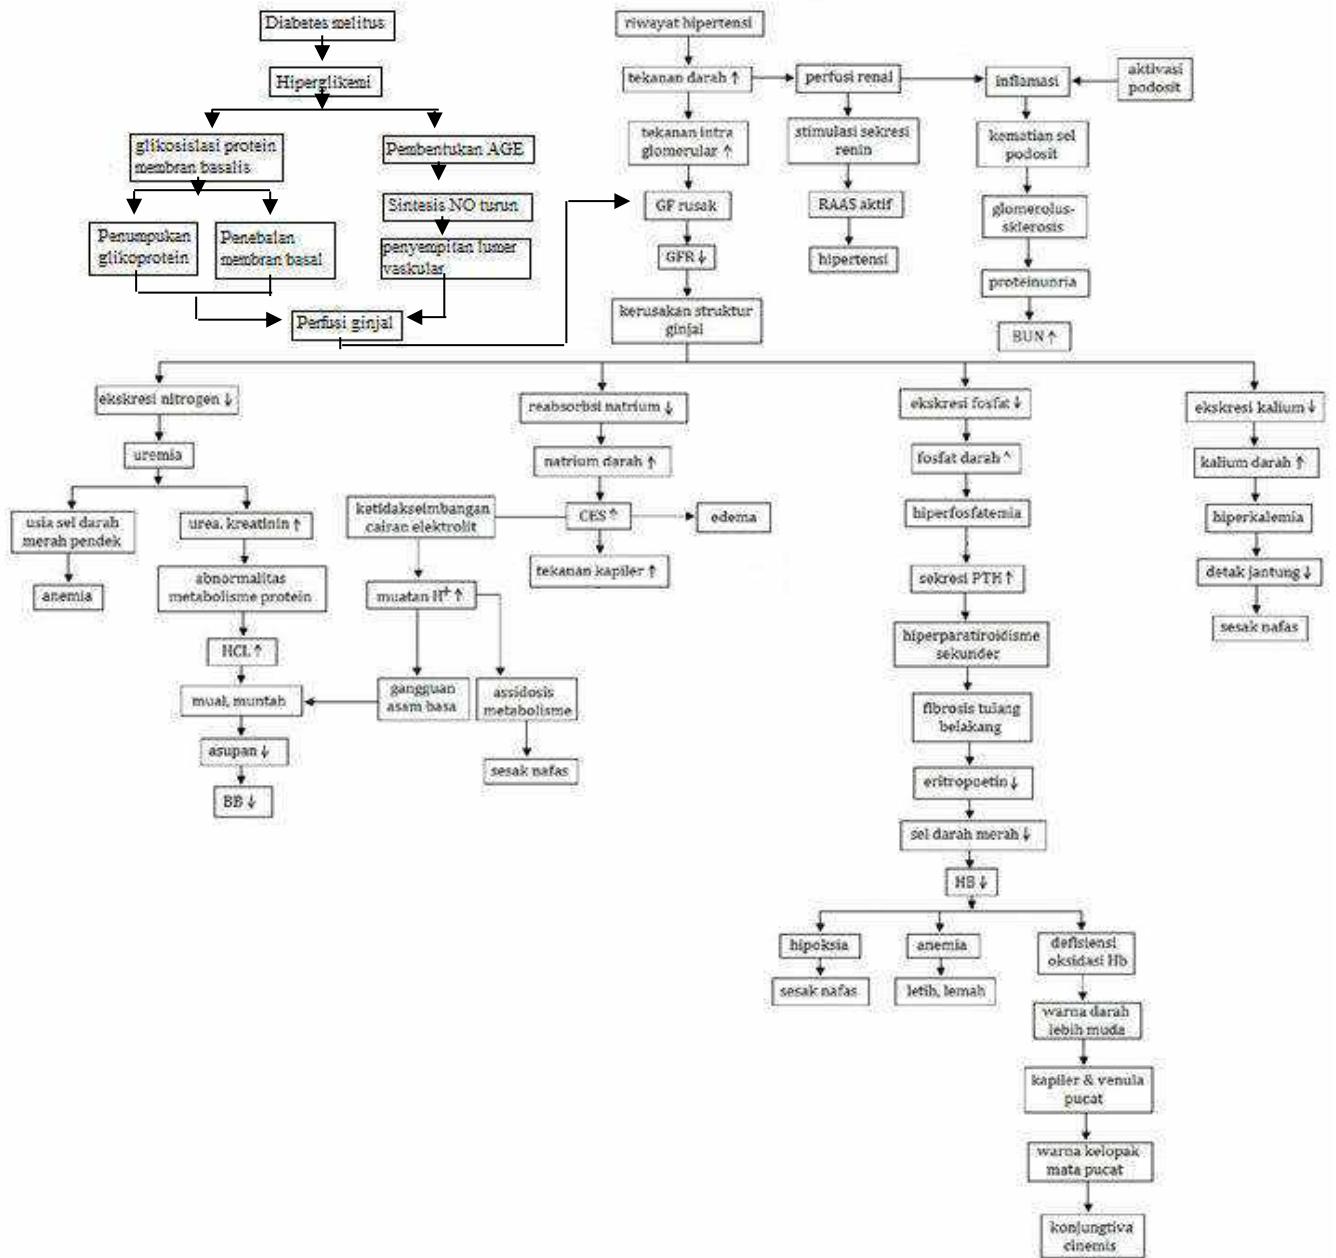 Diabetes melitus
Hiperglikemi
glikosislasi protein
membran basalis
Pembentukan AGE
Sintesis NO turun
Penumpukan
glikoprotein
Penebalan
membran basal
penyempitan lumer
vaskular
Perfusi ginjal
riwayat hipertensi
tekanan darah ↑
perfusi renal
inflamasi
aktivasi
podosit
tekanan intra
glomerular ↑
stimulasi sekresi
renin
kematian sel
podosit
GF rusak
RAAS aktif
glomerolus-
sklerosis
GFR ↓
hipertensi
proteinunria
kerusakan struktur
ginjal
BUN ↑
ekskresi nitrogen ↓
uremia
usia sel darah
merah pendek
anemia
urea, kreatinin ↑
abnormalitas
metabolisme protein
HCL ↑
mual, muntah
asupan ↓
BB ↓
reabsorbsi natrium ↓
natrium darah ↑
ketidakseimbangan
cairan elektrolit
CES ↑
edema
tekanan kapiler ↑
muatan H+ ↑
gangguan
asam basa
assidosis
metabolisme
sesak nafas
ekskresi fosfat ↓
fosfat darah ^
hiperfosfatemia
sekresi PTH ↑
hiperparatiroidisme
sekunder
fibrosis tulang
belakang
eritropoetin ↓
sel darah merah ↓
HB ↓
hipoksia
sesak nafas
anemia
letih, lemah
defisiensi
oksidasi Hb
warna darah
lebih muda
kapiler & venula
pucat
warna kelopak
mata pucat
konjungtiva
cinemis
ekskresi kalium ↓
kalium darah ↑
hiperkalemia
detak jantung ↓
sesak nafas